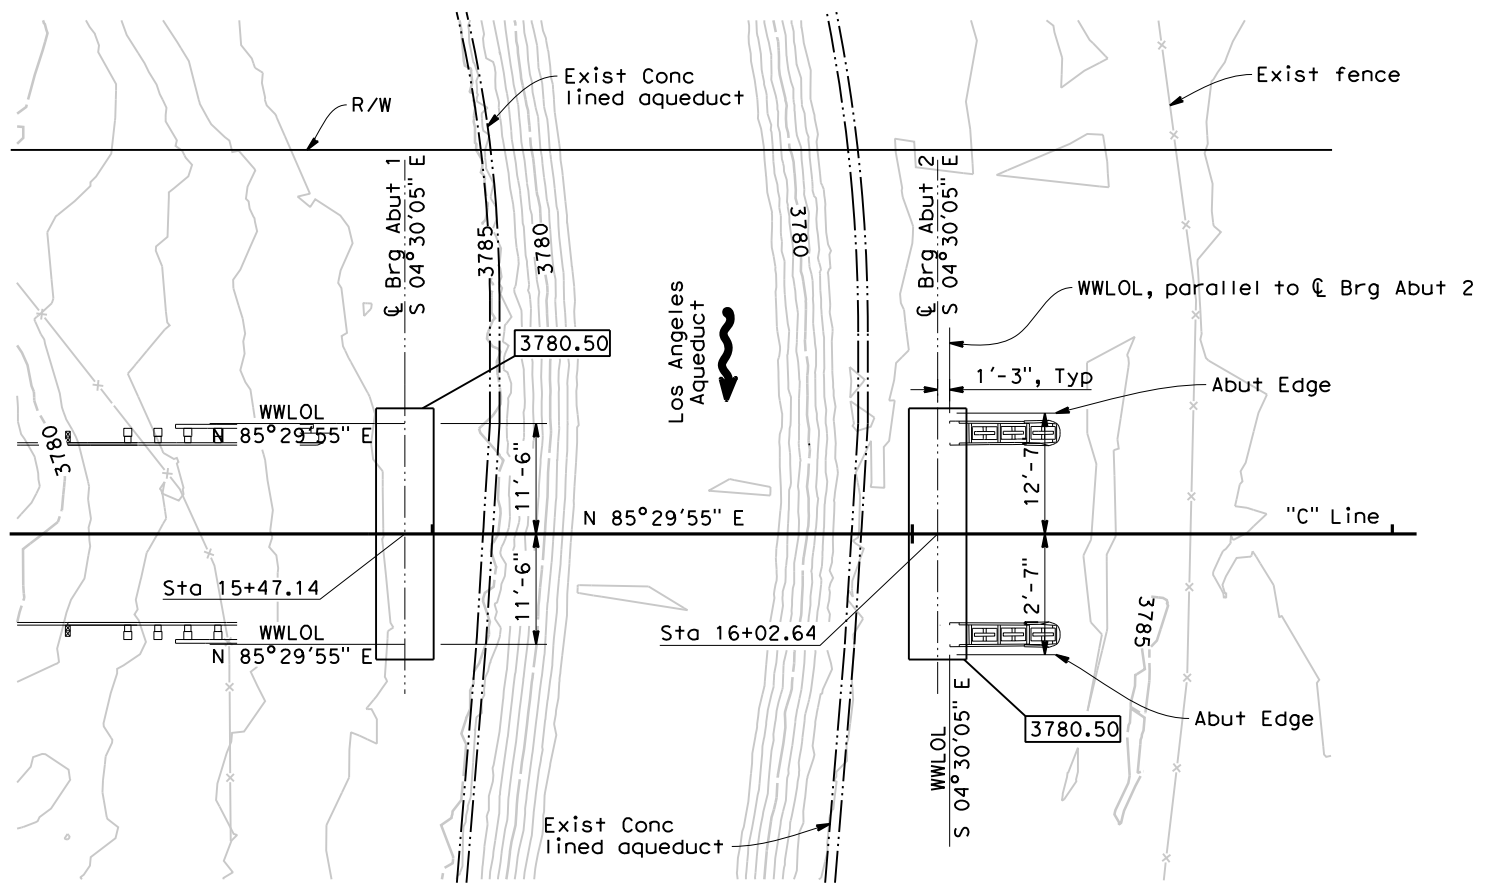 Exist Conc
lined aqueduct
Exist fence
R/W
℄ Brg Abut 1
S 04°30'05" E
℄ Brg Abut 2
S 04°30'05" E
3785
3780
3780
WWLOL, parallel to ℄ Brg Abut 2
Los Angeles
Aqueduct
3780.50
1'-3", Typ
Abut Edge
WWLOL
N 85°29'55" E
3780
11'-6"
12'-7"
N 85°29'55" E
"C" Line
Sta 15+47.14
11'-6"
Sta 16+02.64
2'-7"
3785
WWLOL
N 85°29'55" E
WWLOL
S 04°30'05" E
3780.50
Abut Edge
Exist Conc
lined aqueduct